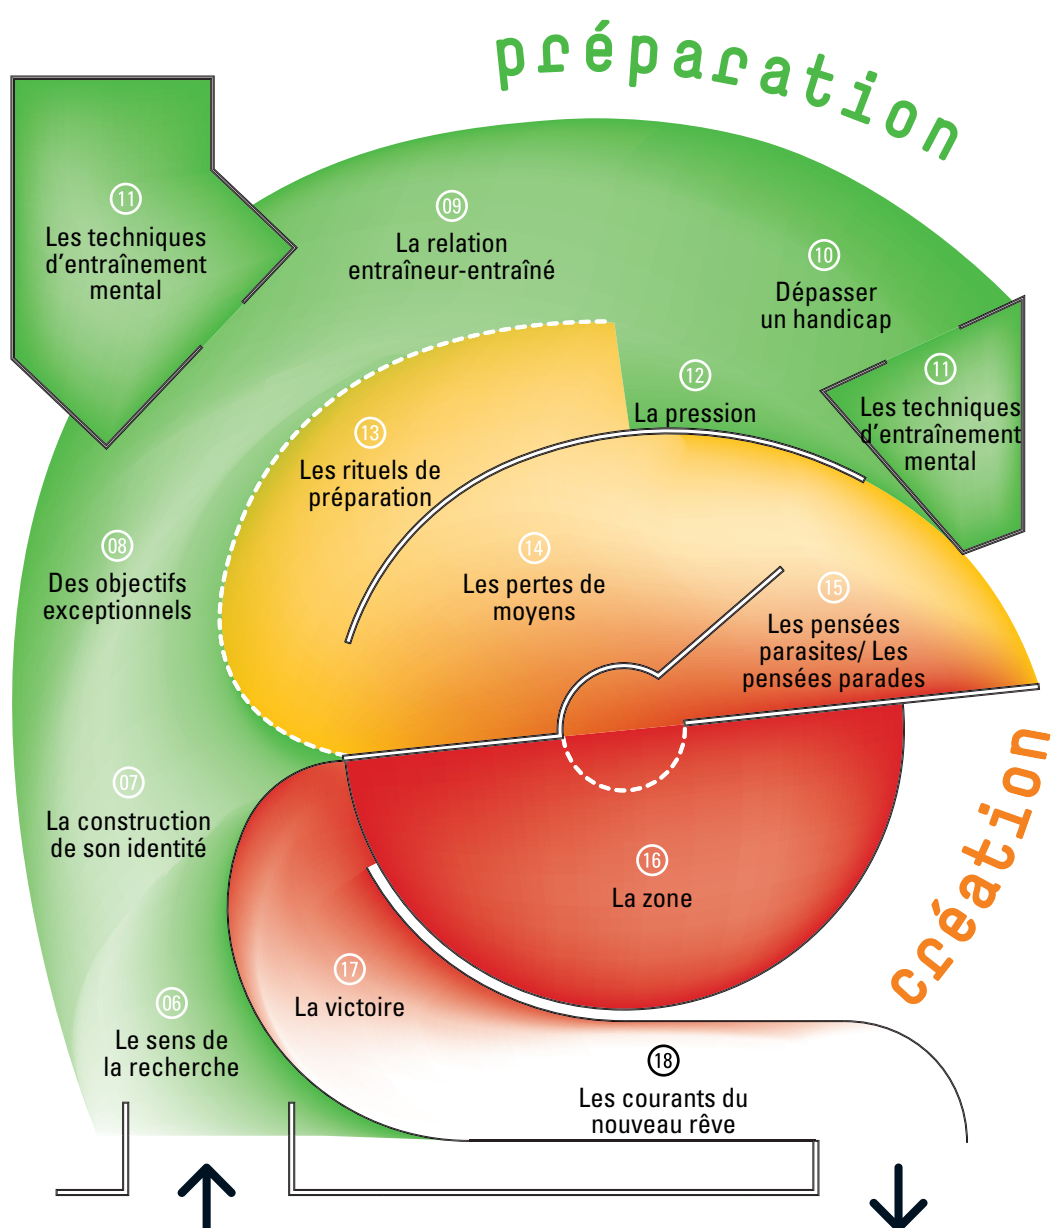 préparation
11
Les techniques
d'entraînement
mental
09
La relation
entraîneur-entraîné
10
Dépasser
un handicap
11
Les techniques
d'entraînement
mental
12
La pression
13
Les rituels de
préparation
08
Des objectifs
exceptionnels
14
Les pertes de
moyens
15
Les pensées
parasites/ Les
pensées parades
07
La construction
de son identité
16
La zone
création
17
La victoire
06
Le sens de
la recherche
18
Les courants du
nouveau rêve